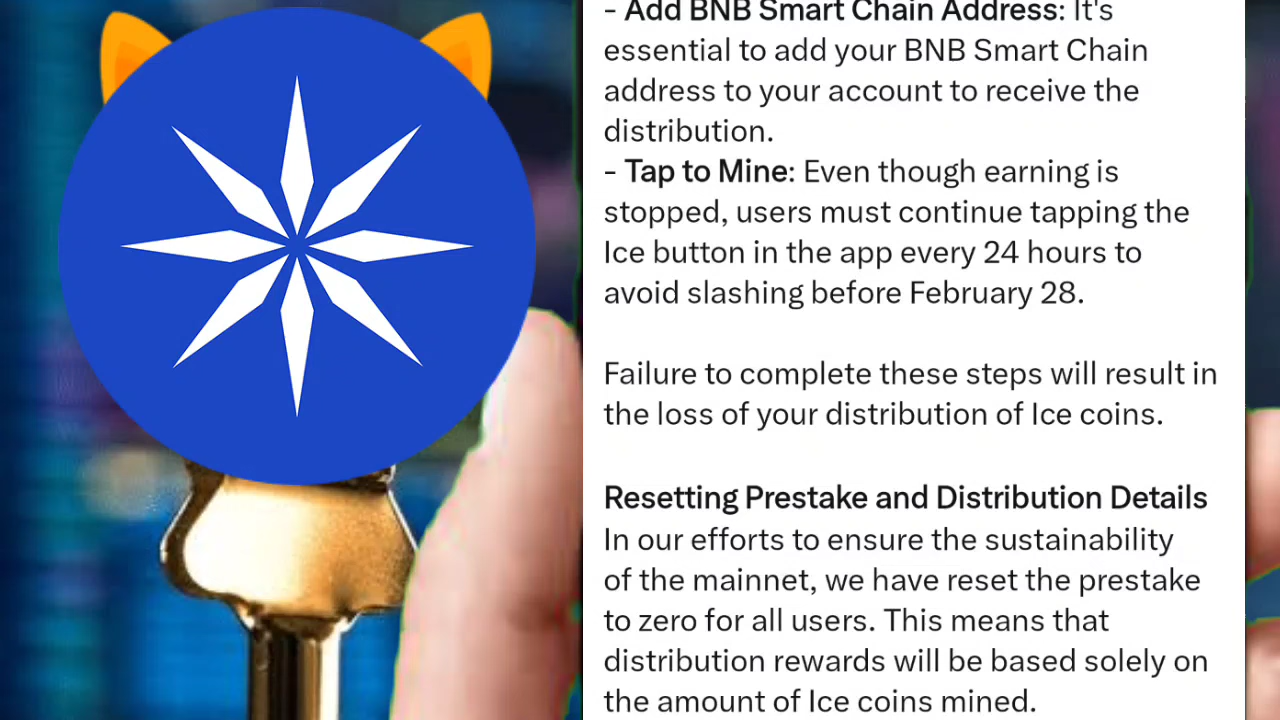 - Add BNB Smart Chain Address: It's
essential to add your BNB Smart Chain
address to your account to receive the
distribution.
- Tap to Mine: Even though earning is
stopped, users must continue tapping the
Ice button in the app every 24 hours to
avoid slashing before February 28.
Failure to complete these steps will result in
the loss of your distribution of Ice coins.
Resetting Prestake and Distribution Details
In our efforts to ensure the sustainability
of the mainnet, we have reset the prestake
to zero for all users. This means that
distribution rewards will be based solely on
the amount of Ice coins mined.